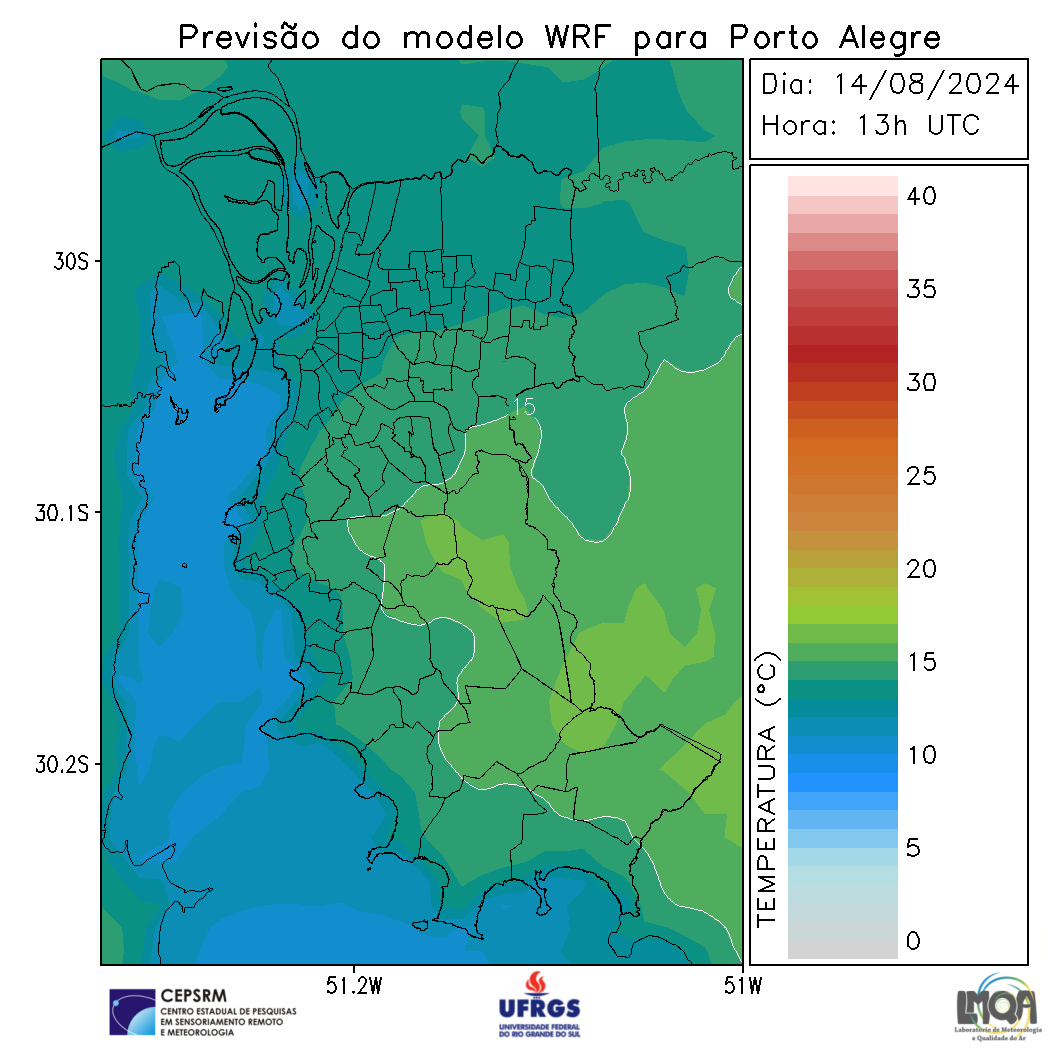 Previsão do modelo WRF para Porto Alegre
Dia: 14/08/2024
Hora: 13h UTC
30S
30.1S
30.2S
51.2W
51W
15
40
35
30
25
20
15
10
5
0
TEMPERATURA (°C)
CEPSRM
CENTRO ESTADUAL DE PESQUISAS
EM SENSORIAMENTO REMOTO
E METEOROLOGIA
UFRGS
UNIVERSIDADE FEDERAL
DO RIO GRANDE DO SUL
LMQA
Laboratório de Meteorologia
e Qualidade do Ar